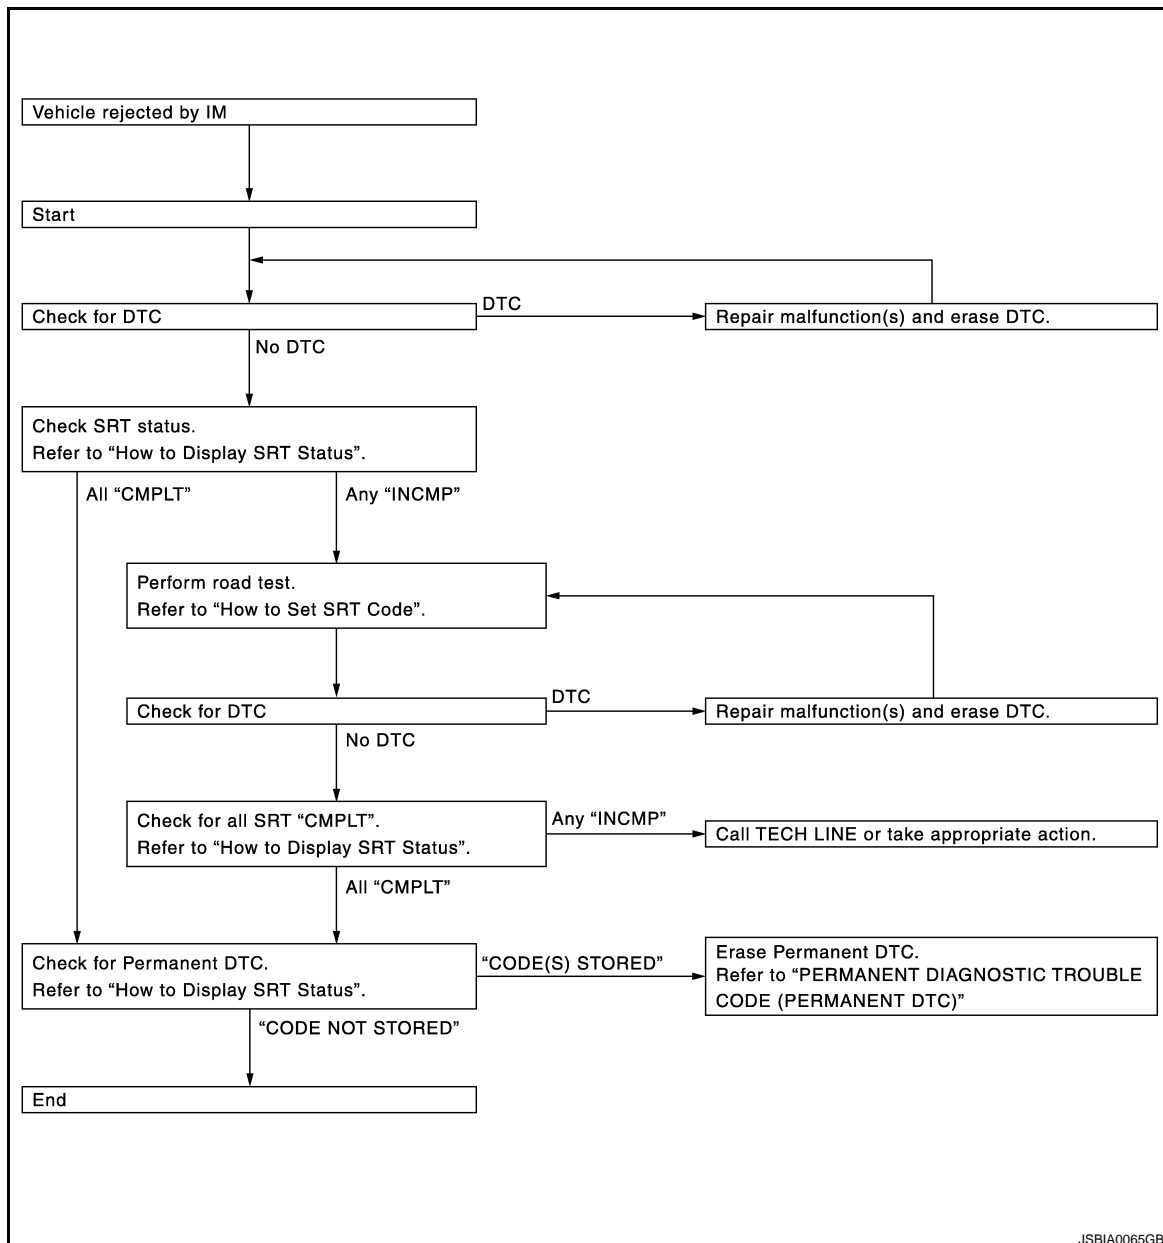 Vehicle rejected by IM
Start
Check for DTC
DTC
Repair malfunction(s) and erase DTC.
No DTC
Check SRT status.
Refer to “How to Display SRT Status”.
All “CMPLT”
Any “INCMP”
Perform road test.
Refer to “How to Set SRT Code”.
Check for DTC
DTC
Repair malfunction(s) and erase DTC.
No DTC
Check for all SRT “CMPLT”.
Refer to “How to Display SRT Status”.
Any “INCMP”
Call TECH LINE or take appropriate action.
All “CMPLT”
Check for Permanent DTC.
Refer to “How to Display SRT Status”.
“CODE(S) STORED”
Erase Permanent DTC.
Refer to “PERMANENT DIAGNOSTIC TROUBLE
CODE (PERMANENT DTC)”
“CODE NOT STORED”
End
JSBIA0065GB